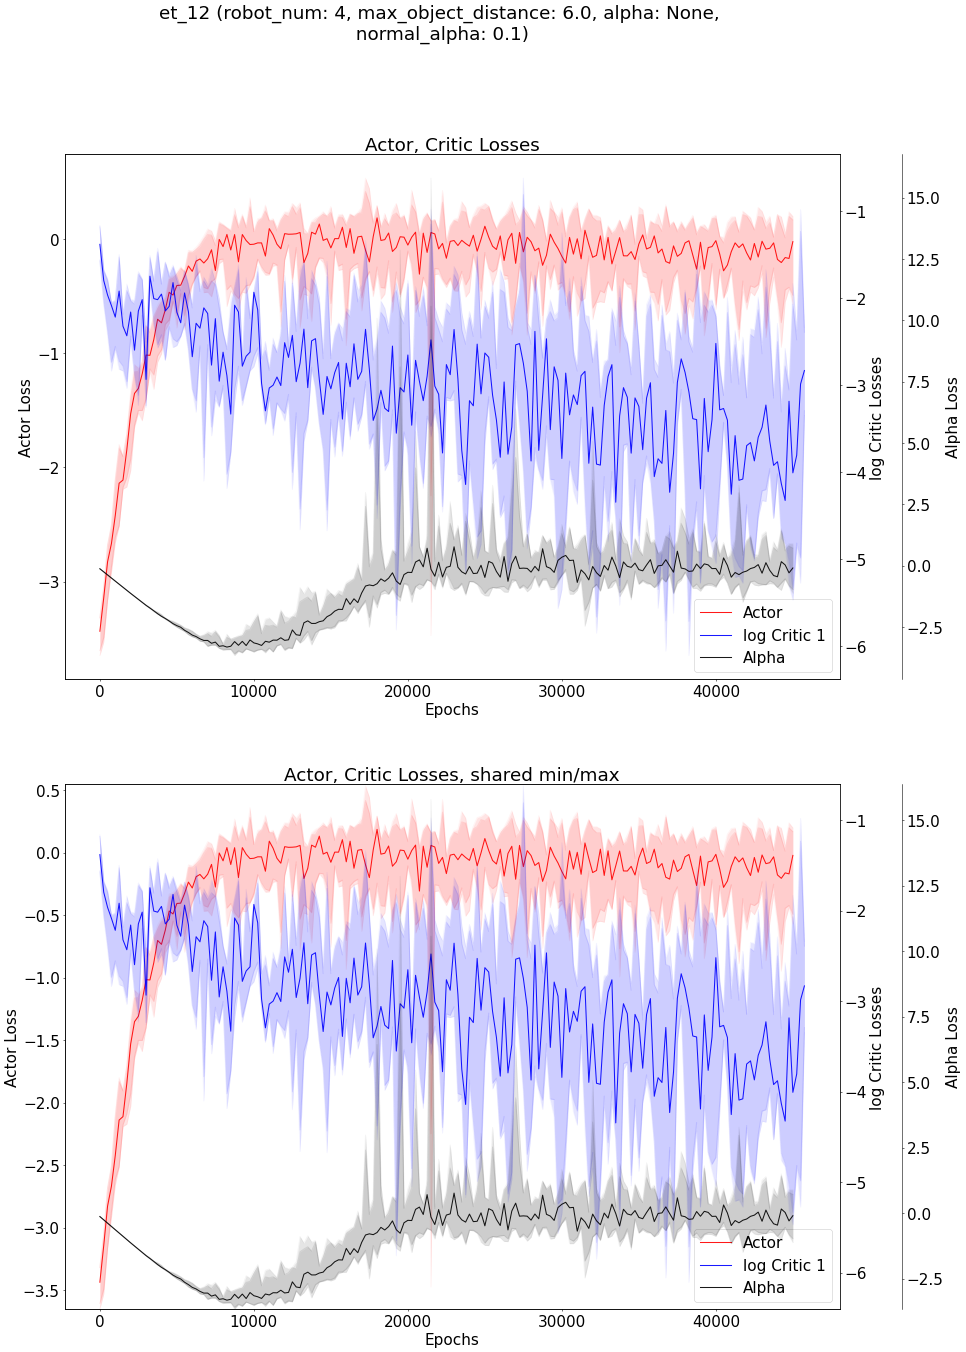 et_12 (robot_num: 4, max_object_distance: 6.0, alpha: None,
normal_alpha: 0.1)
Actor, Critic Losses
0
−1
−2
−3
Actor Loss
−1
−2
−3
−4
−5
−6
log Critic Losses
15.0
12.5
10.0
7.5
5.0
2.5
0.0
−2.5
Alpha Loss
Actor
log Critic 1
Alpha
0
10000
20000
30000
40000
Epochs
Actor, Critic Losses, shared min/max
0.5
0.0
−0.5
−1.0
−1.5
−2.0
−2.5
−3.0
−3.5
Actor Loss
−1
−2
−3
−4
−5
−6
log Critic Losses
15.0
12.5
10.0
7.5
5.0
2.5
0.0
−2.5
Alpha Loss
Actor
log Critic 1
Alpha
0
10000
20000
30000
40000
Epochs